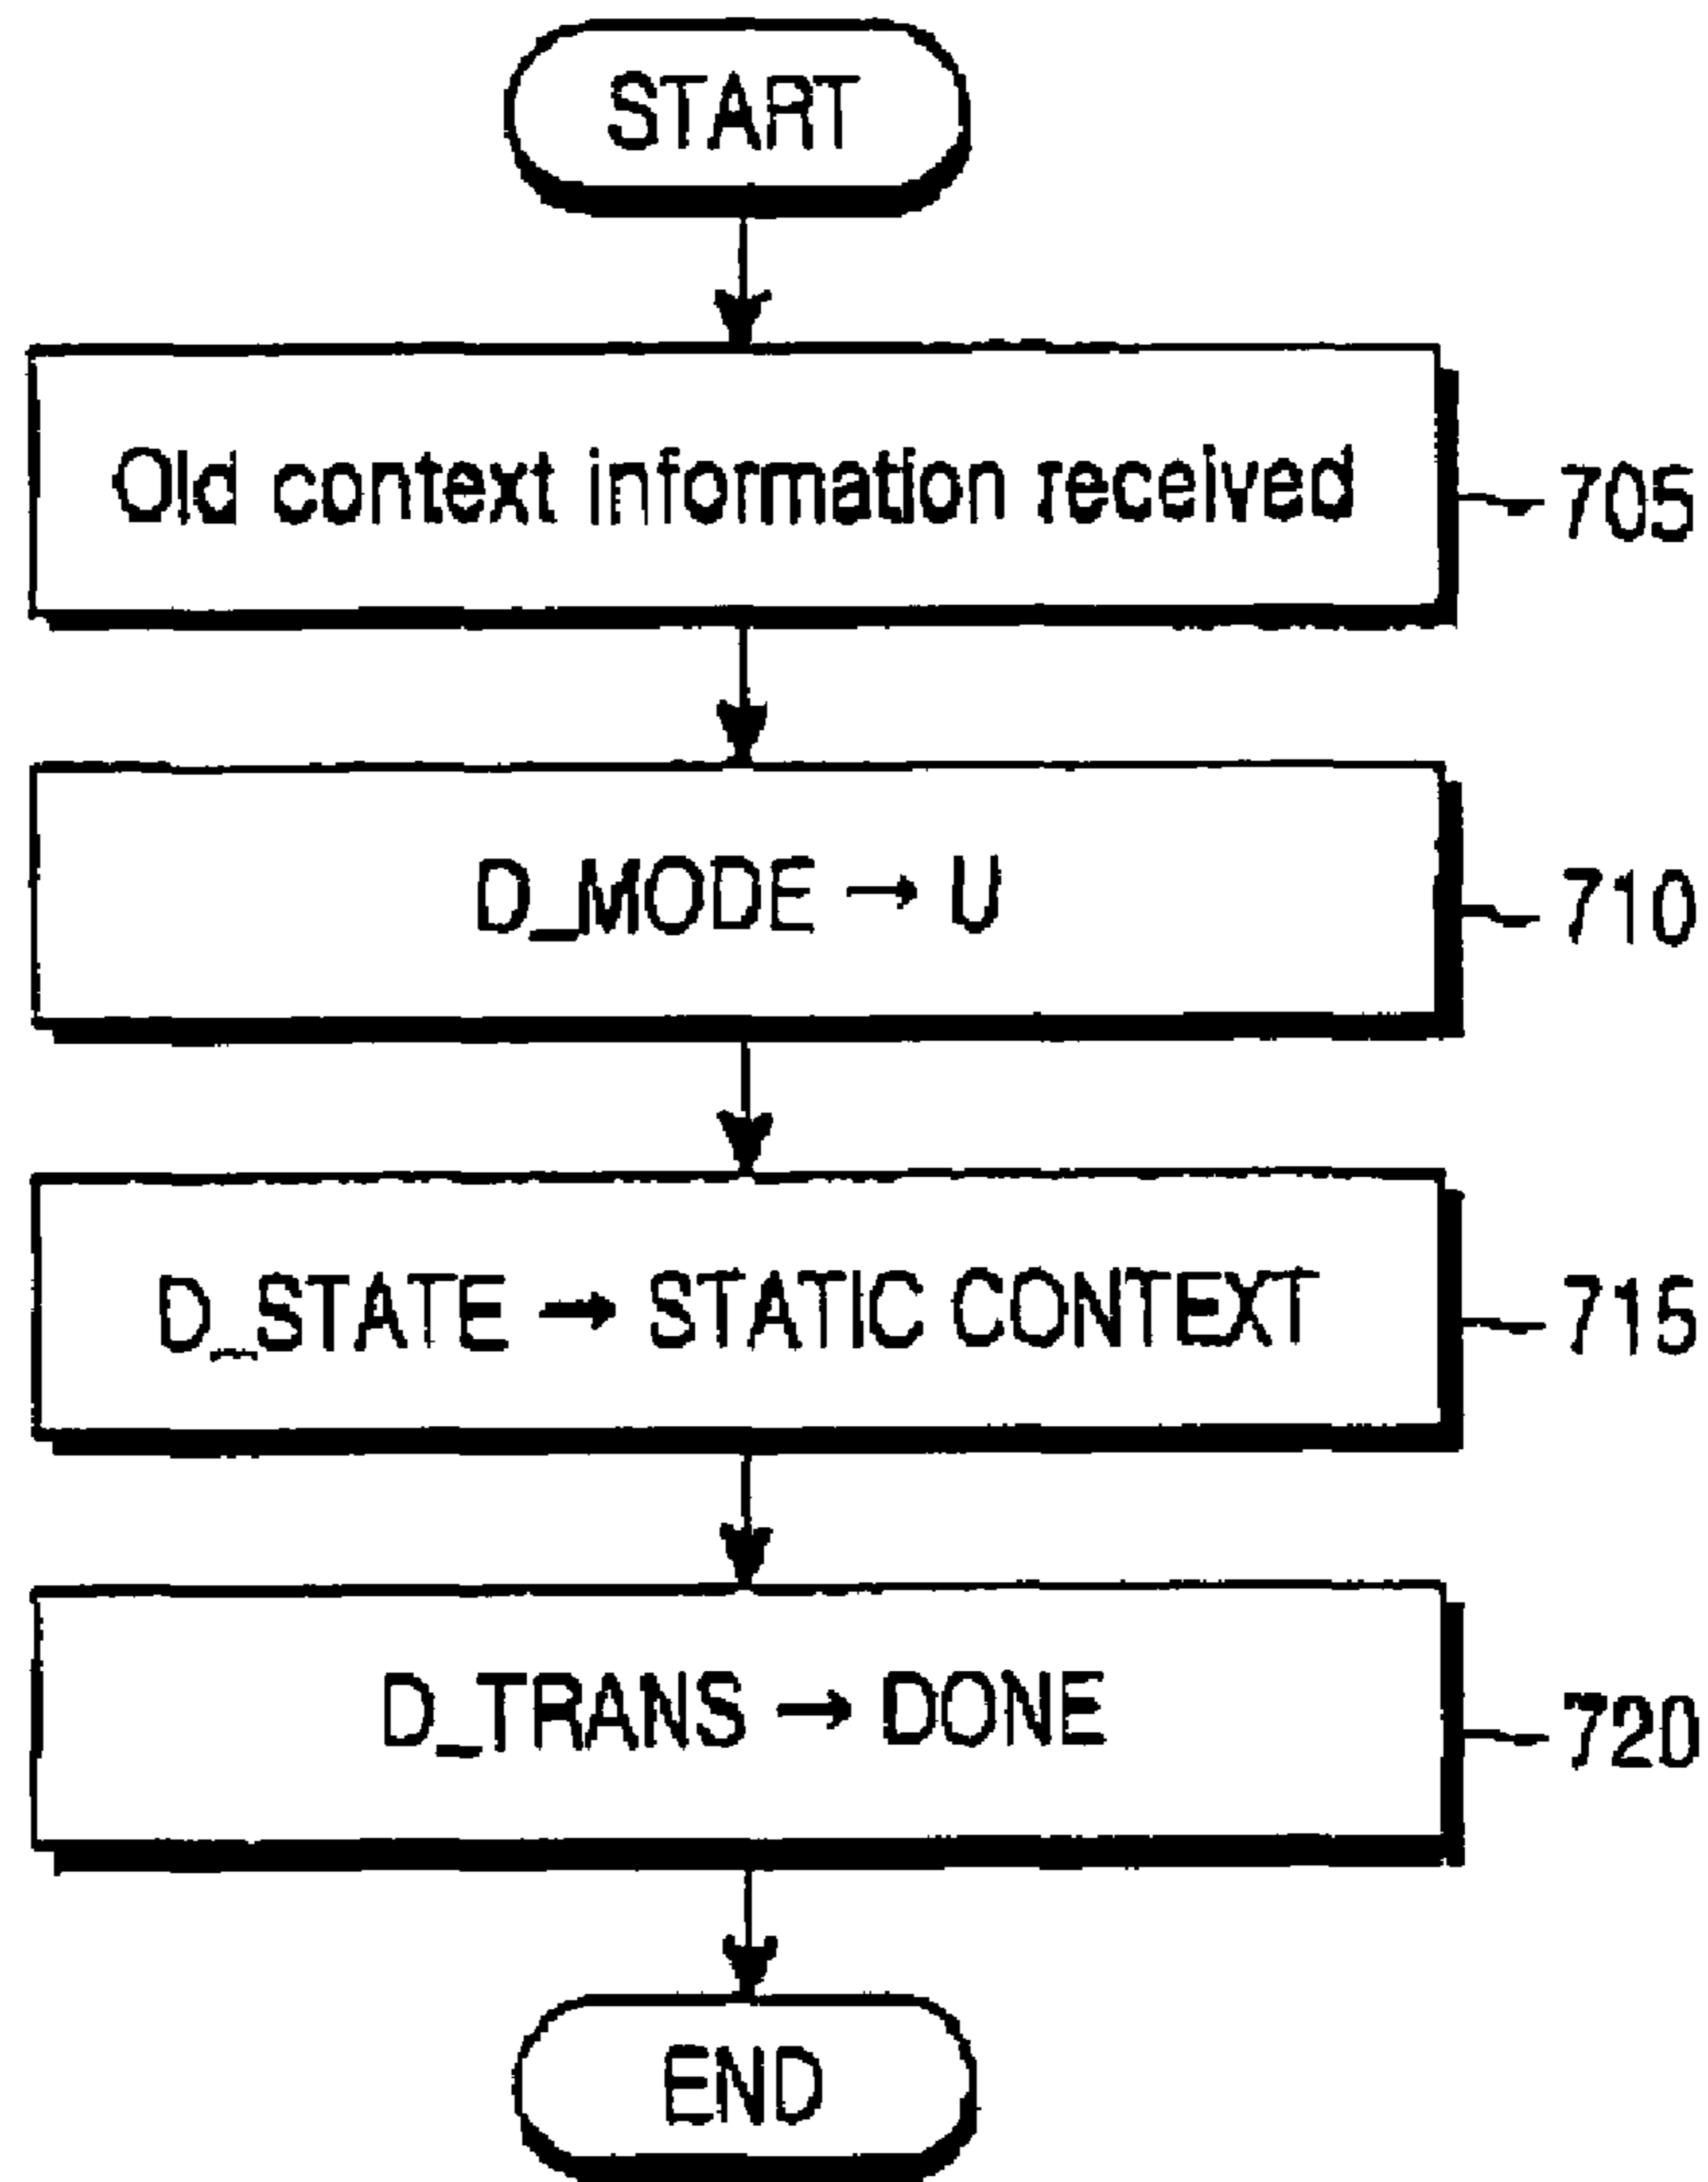 START
Old context information received
705
D_MODE → U
710
D_STATE → STATIC CONTEXT
715
D_TRANS → DONE
720
END